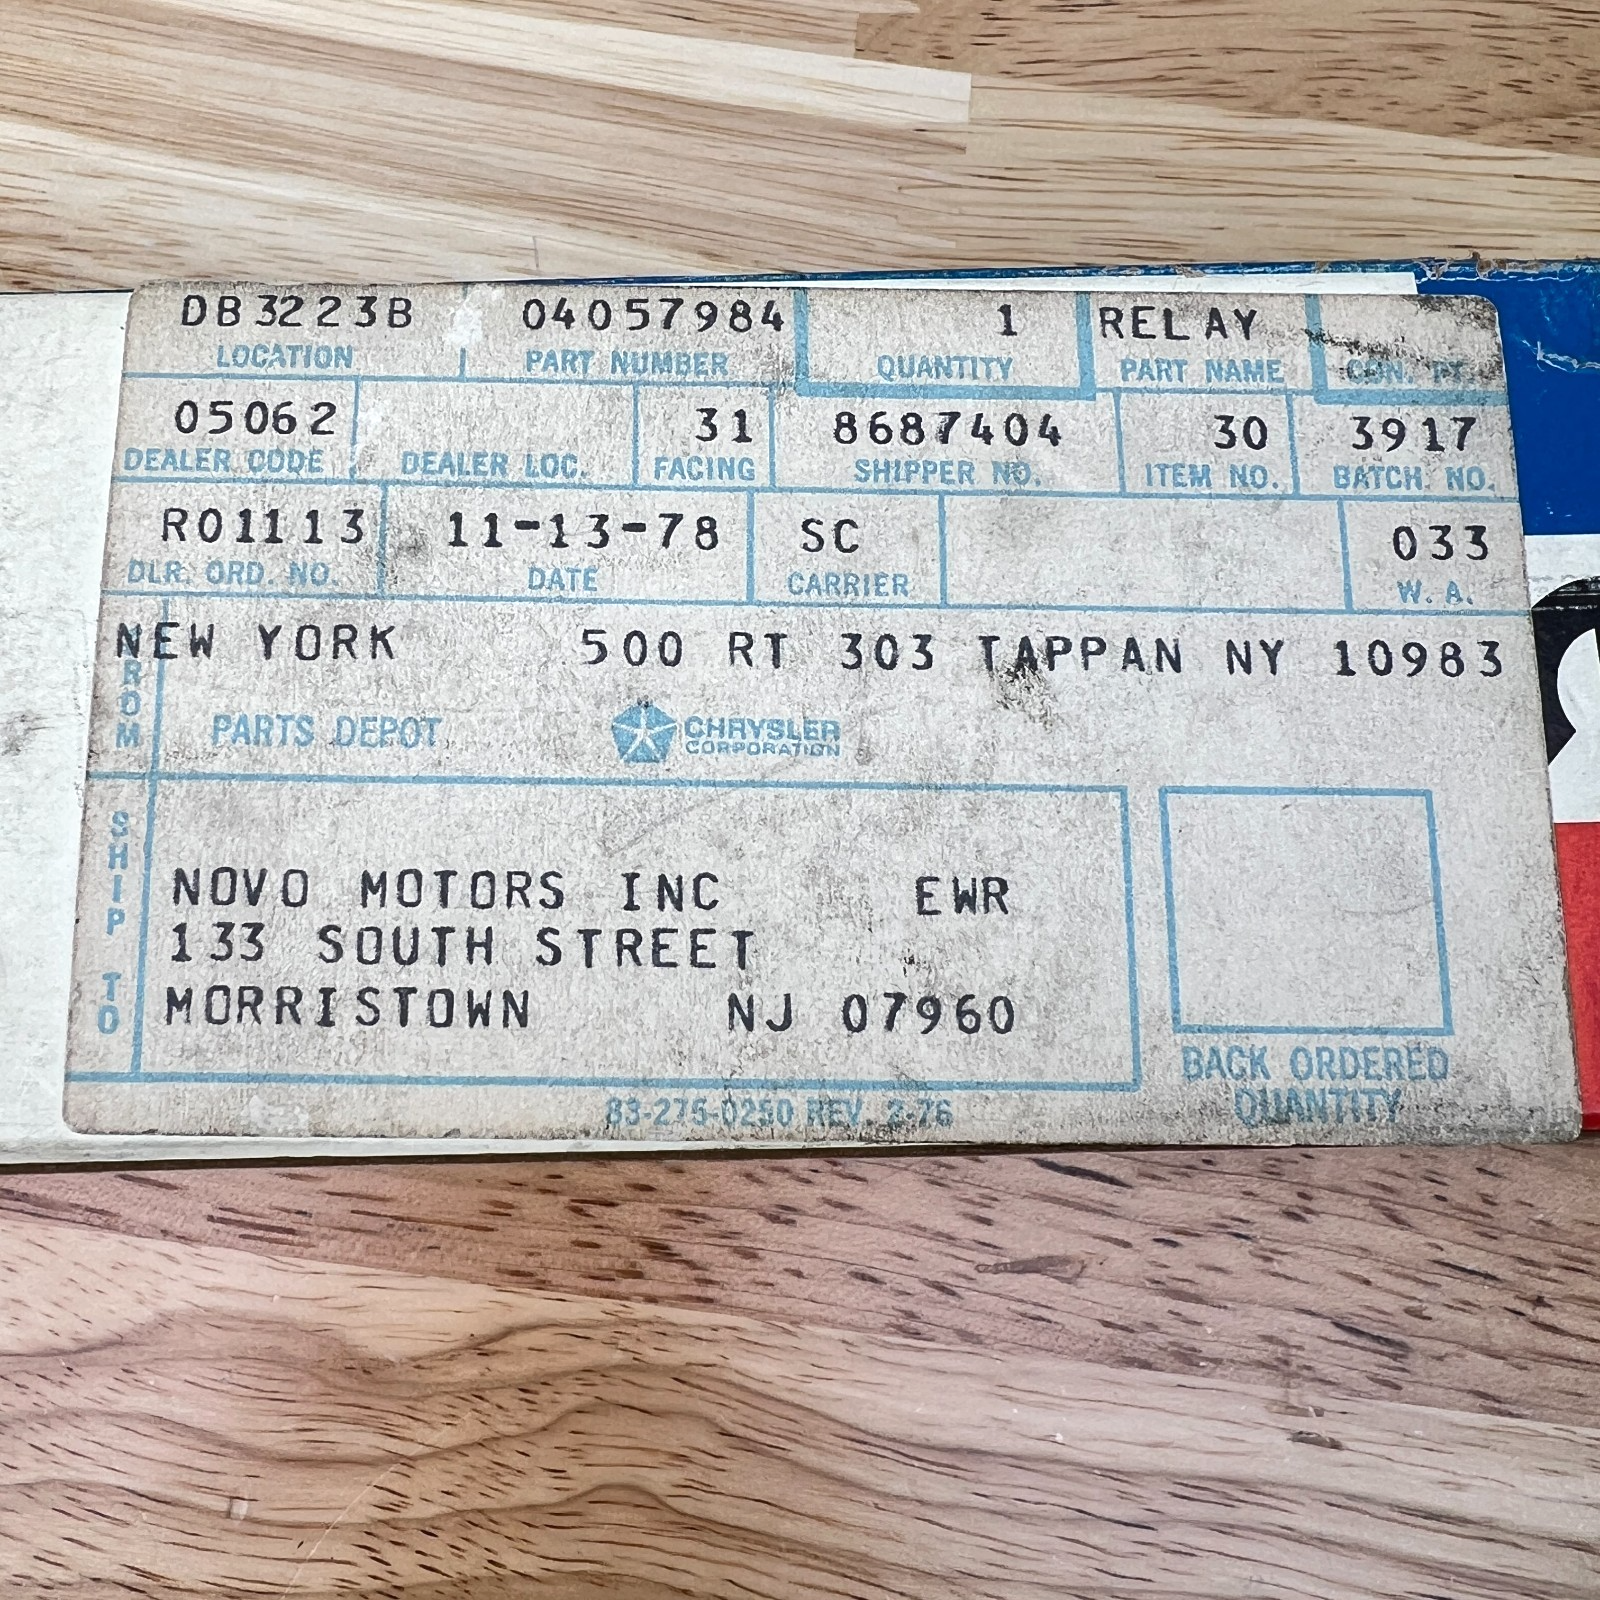 DB3223B 04057984 1 RELAY
LOCATION PART NUMBER QUANTITY PART NAME CON. PT.
05062 31 8687404 30 3917
DEALER CODE DEALER LOC. FACING SHIPPER NO. ITEM NO. BATCH. NO.
R01113 11-13-78 SC 033
DLR. ORD. NO. DATE CARRIER W. A.
FROM
NEW YORK 500 RT 303 TAPPAN NY 10983
PARTS DEPOT CHRYSLER
CORPORATION
SHIP TO
NOVO MOTORS INC EWR
133 SOUTH STREET
MORRISTOWN NJ 07960
BACK ORDERED
QUANTITY
83-275-0250 REV. 2-76